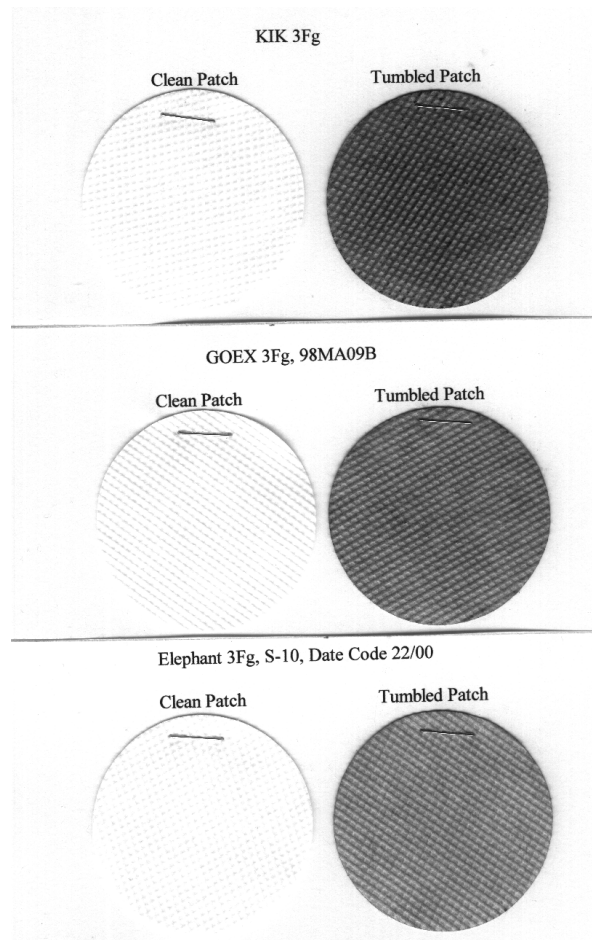 KIK 3Fg
Clean Patch
Tumbled Patch
GOEX 3Fg, 98MA09B
Clean Patch
Tumbled Patch
Elephant 3Fg, S-10, Date Code 22/00
Clean Patch
Tumbled Patch